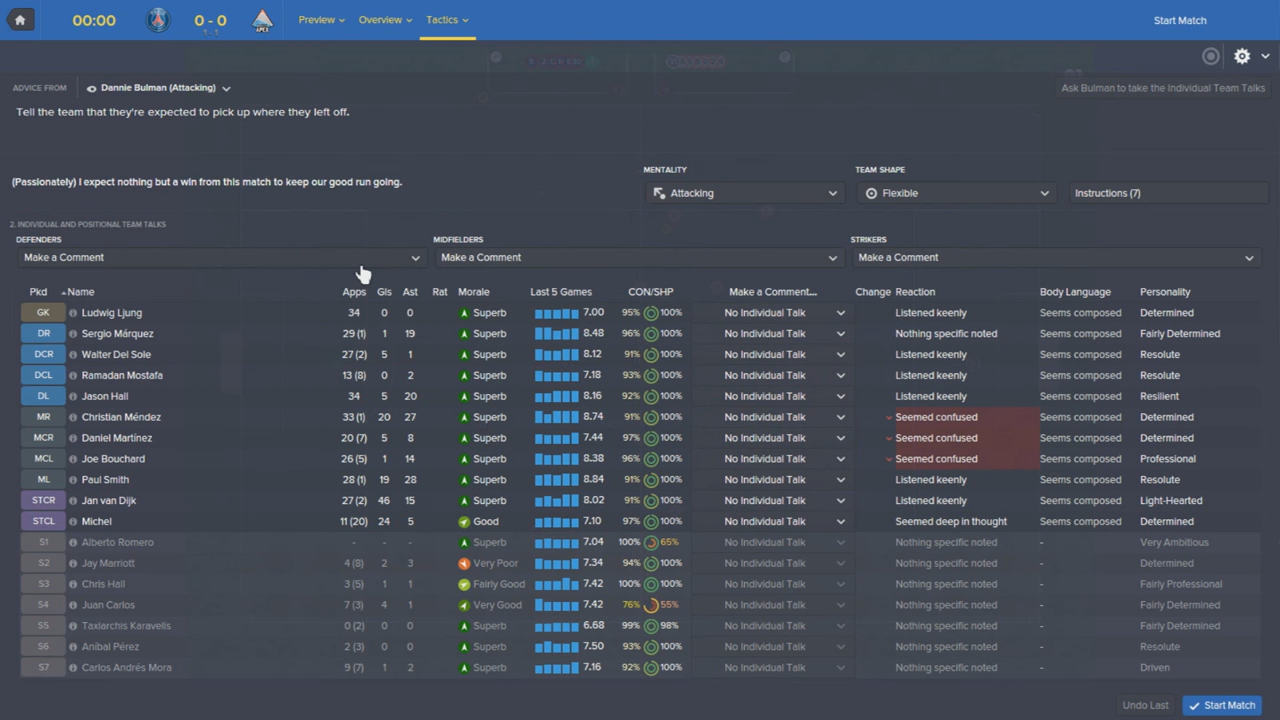 00:00 0 - 0 APEX Preview Overview Tactics Start Match
1 - 1
ADVICE FROM Dannie Bulman (Attacking) Ask Bulman to take the Individual Team Talks
Tell the team that they're expected to pick up where they left off.
MENTALITY TEAM SHAPE
(Passionately) I expect nothing but a win from this match to keep our good run going. Attacking Flexible Instructions (7)
2. INDIVIDUAL AND POSITIONAL TEAM TALKS
DEFENDERS MIDFIELDERS STRIKERS
Make a Comment Make a Comment Make a Comment
Pkd Name Apps Gls Ast Rat Morale Last 5 Games CON/SHP Make a Comment... Change Reaction Body Language Personality
GK Ludwig Ljung 34 0 0 Superb 7.00 95% 100% No Individual Talk Listened keenly Seems composed Determined
DR Sergio Márquez 29 (1) 1 19 Superb 8.48 96% 100% No Individual Talk Nothing specific noted Seems composed Fairly Determined
DCR Walter Del Sole 27 (2) 5 1 Superb 8.12 91% 100% No Individual Talk Listened keenly Seems composed Resolute
DCL Ramadan Mostafa 13 (8) 0 2 Superb 7.18 93% 100% No Individual Talk Listened keenly Seems composed Resolute
DL Jason Hall 34 5 20 Superb 8.16 92% 100% No Individual Talk Listened keenly Seems composed Resilient
MR Christian Méndez 33 (1) 20 27 Superb 8.74 91% 100% No Individual Talk Seemed confused Seems composed Determined
MCR Daniel Martínez 20 (7) 5 8 Superb 7.44 97% 100% No Individual Talk Seemed confused Seems composed Determined
MCL Joe Bouchard 26 (5) 1 14 Superb 8.38 96% 100% No Individual Talk Seemed confused Seems composed Professional
ML Paul Smith 28 (1) 19 28 Superb 8.84 91% 100% No Individual Talk Listened keenly Seems composed Resolute
STCR Jan van Dijk 27 (2) 46 15 Superb 8.02 91% 100% No Individual Talk Listened keenly Seems composed Light-Hearted
STCL Michel 11 (20) 24 5 Good 7.10 97% 100% No Individual Talk Seemed deep in thought Seems composed Determined
S1 Alberto Romero - - - Superb 7.04 100% 65% No Individual Talk Nothing specific noted - Very Ambitious
S2 Jay Marriott 4 (8) 2 3 Very Poor 7.34 94% 100% No Individual Talk Nothing specific noted - Determined
S3 Chris Hall 3 (5) 1 1 Fairly Good 7.42 100% 100% No Individual Talk Nothing specific noted - Fairly Professional
S4 Juan Carlos 7 (3) 4 1 Very Good 7.42 76% 55% No Individual Talk Nothing specific noted - Fairly Determined
S5 Taxiarchis Karavelis 0 (2) 0 0 Superb 6.68 99% 98% No Individual Talk Nothing specific noted - Fairly Determined
S6 Aníbal Pérez 2 (3) 0 0 Superb 7.50 93% 100% No Individual Talk Nothing specific noted - Resolute
S7 Carlos Andrés Mora 9 (7) 1 2 Superb 7.16 92% 100% No Individual Talk Nothing specific noted - Driven
Undo Last Start Match